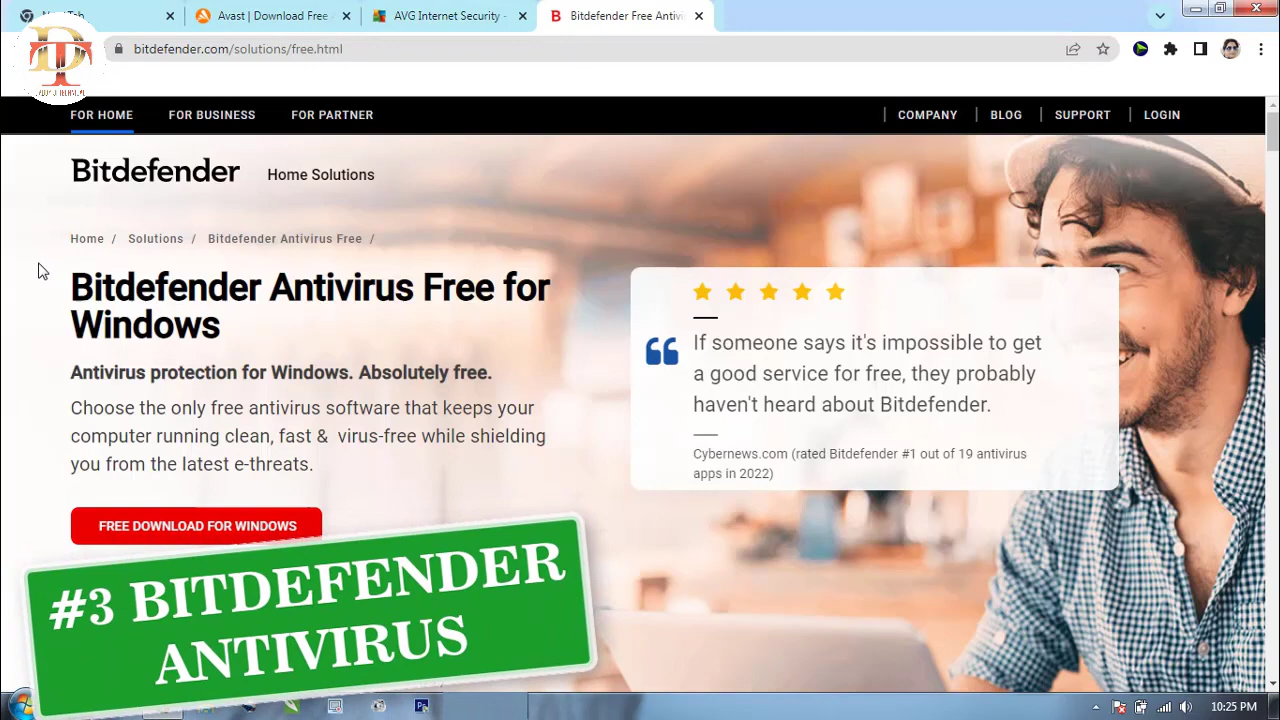 Avast | Download Free
AVG Internet Security -
Bitdefender Free Antiviru
bitdefender.com/solutions/free.html
DT
FOR HOME
FOR BUSINESS
FOR PARTNER
COMPANY
BLOG
SUPPORT
LOGIN
Bitdefender
Home Solutions
Home / Solutions / Bitdefender Antivirus Free /
Bitdefender Antivirus Free for
Windows
Antivirus protection for Windows. Absolutely free.
Choose the only free antivirus software that keeps your
computer running clean, fast & virus-free while shielding
you from the latest e-threats.
FREE DOWNLOAD FOR WINDOWS
If someone says it's impossible to get
a good service for free, they probably
haven't heard about Bitdefender.
Cybernews.com (rated Bitdefender #1 out of 19 antivirus
apps in 2022)
#3 BITDEFENDER
ANTIVIRUS
10:25 PM